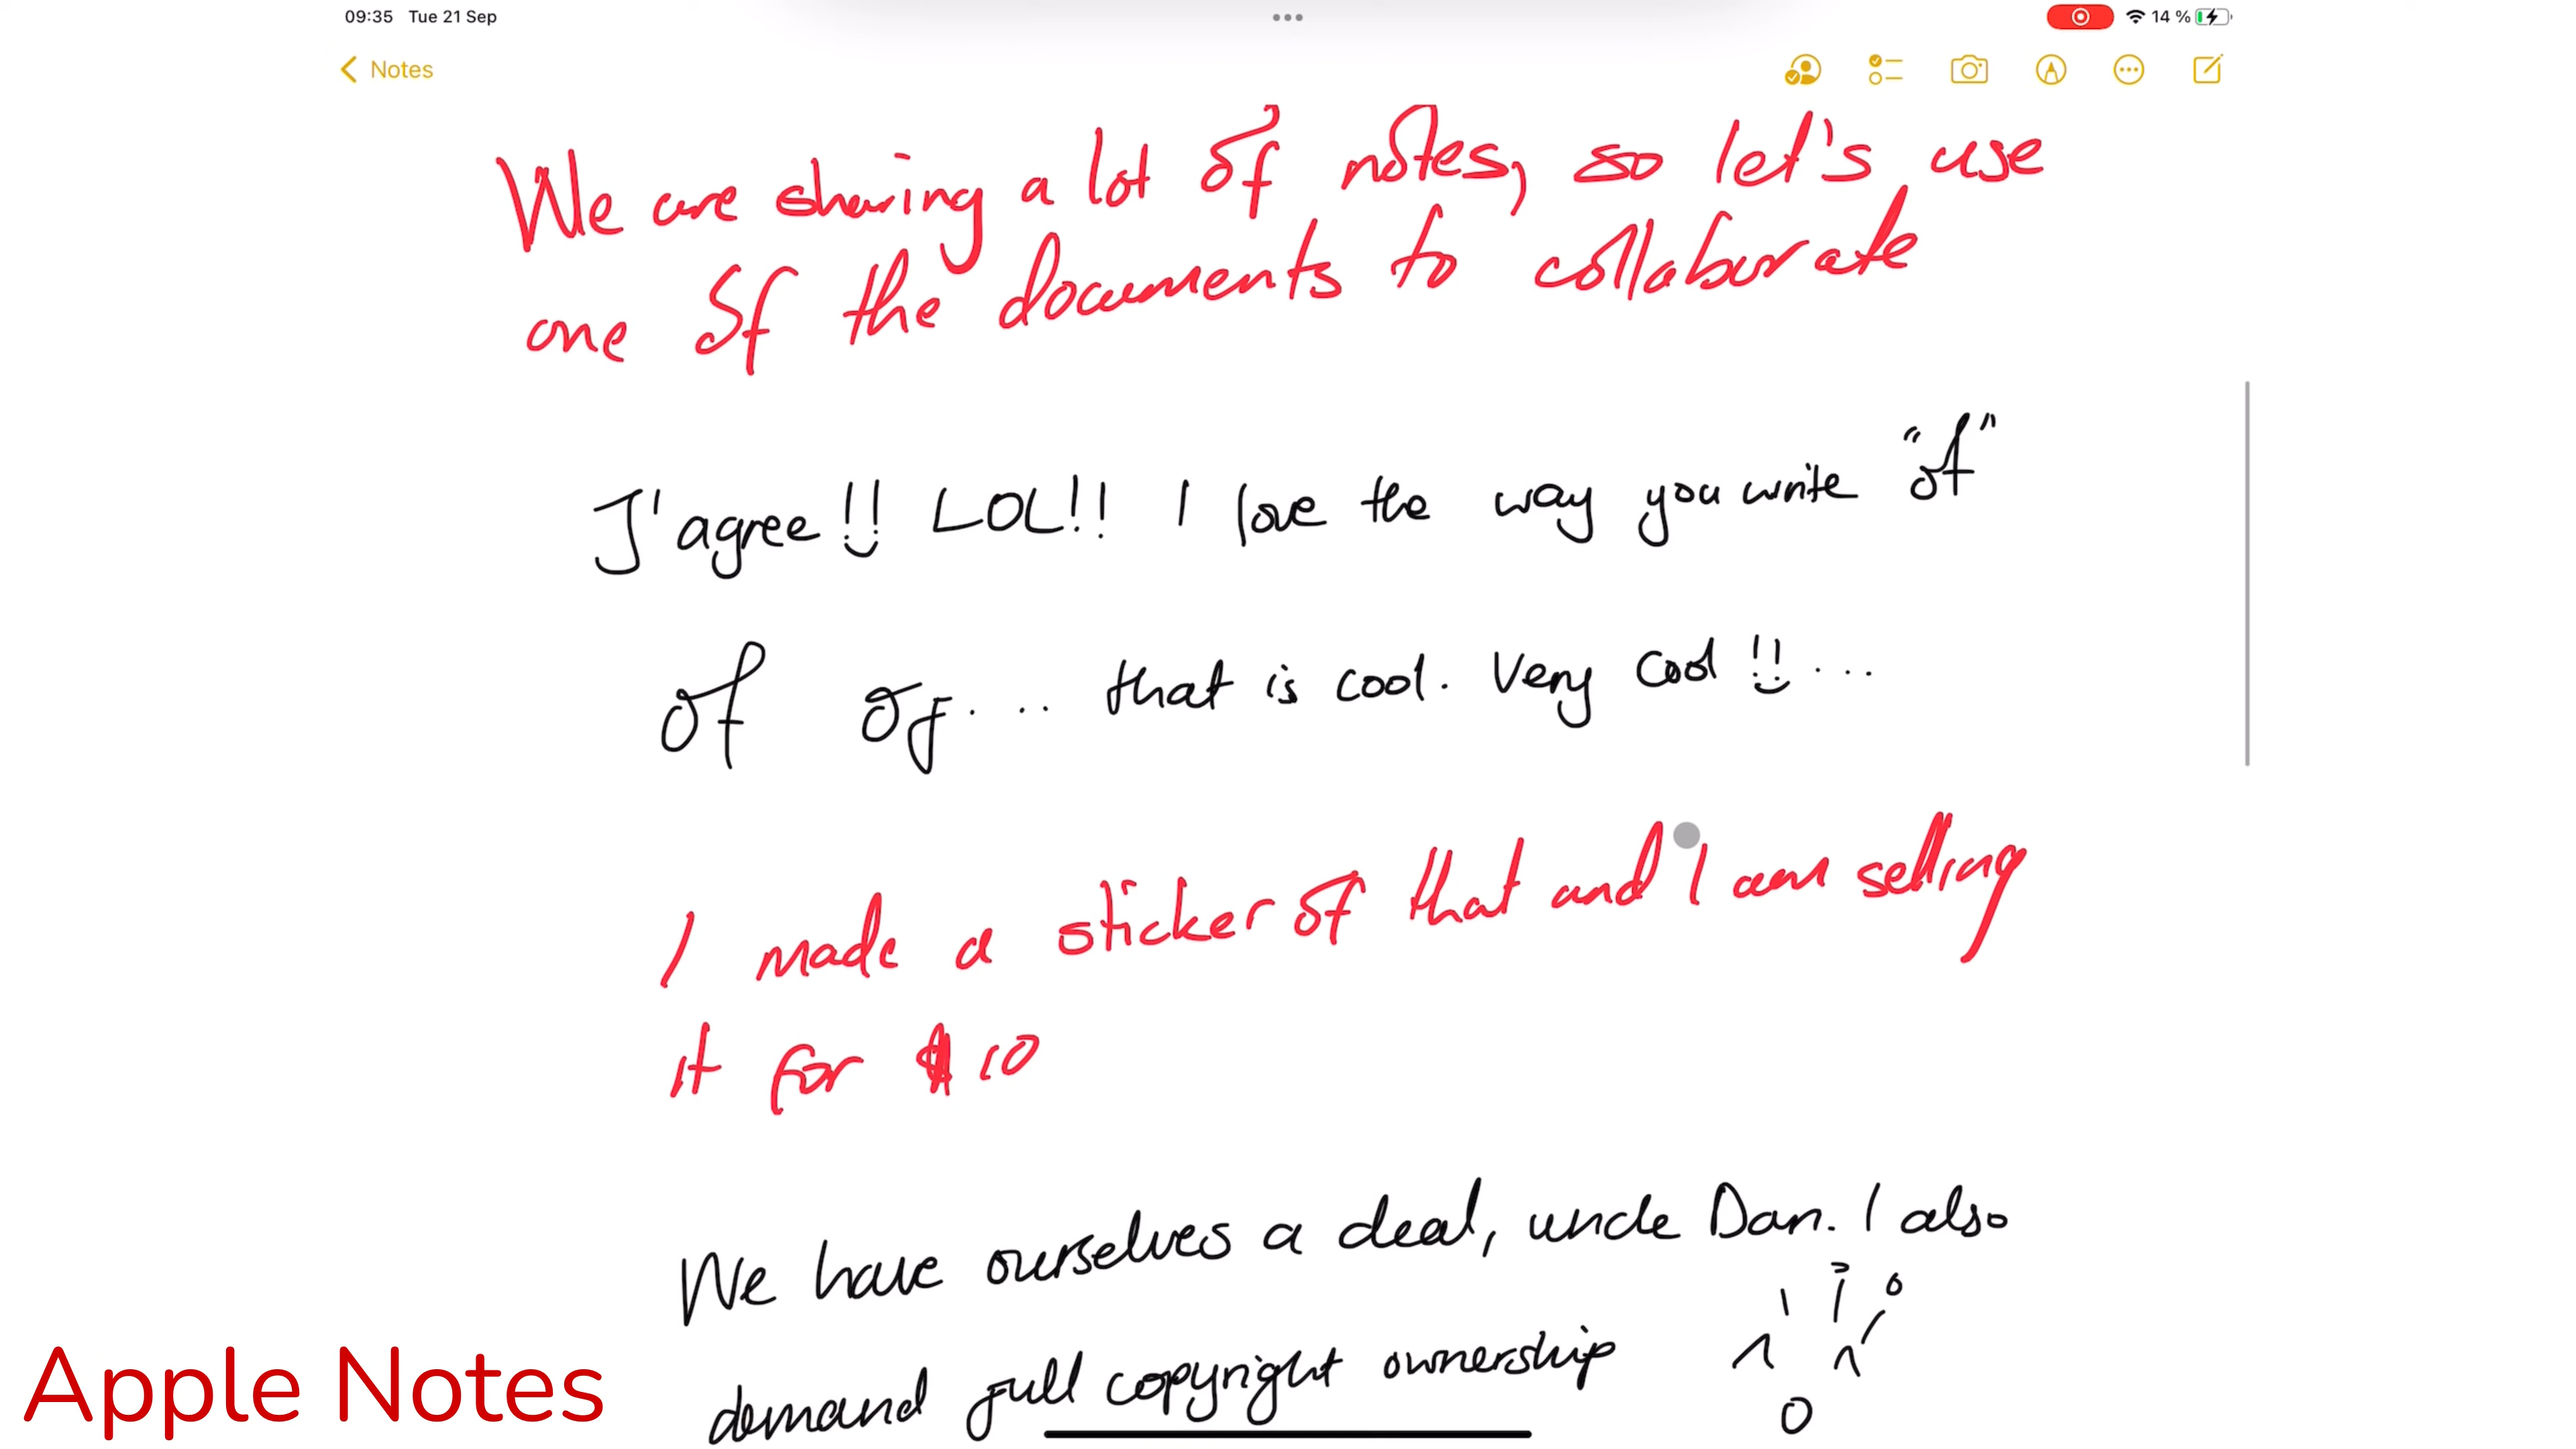 09:35 Tue 21 Sep
14 %
Notes
We are sharing a lot of notes, so let's use
one of the documents to collaborate
I'agree!! LOL!! I love the way you write "of"
of of.... that is cool. Very cool!!...
I made a sticker of that and I am selling
it for $10
We have ourselves a deal, uncle Dan. I also
demand full copyright ownership
Apple Notes